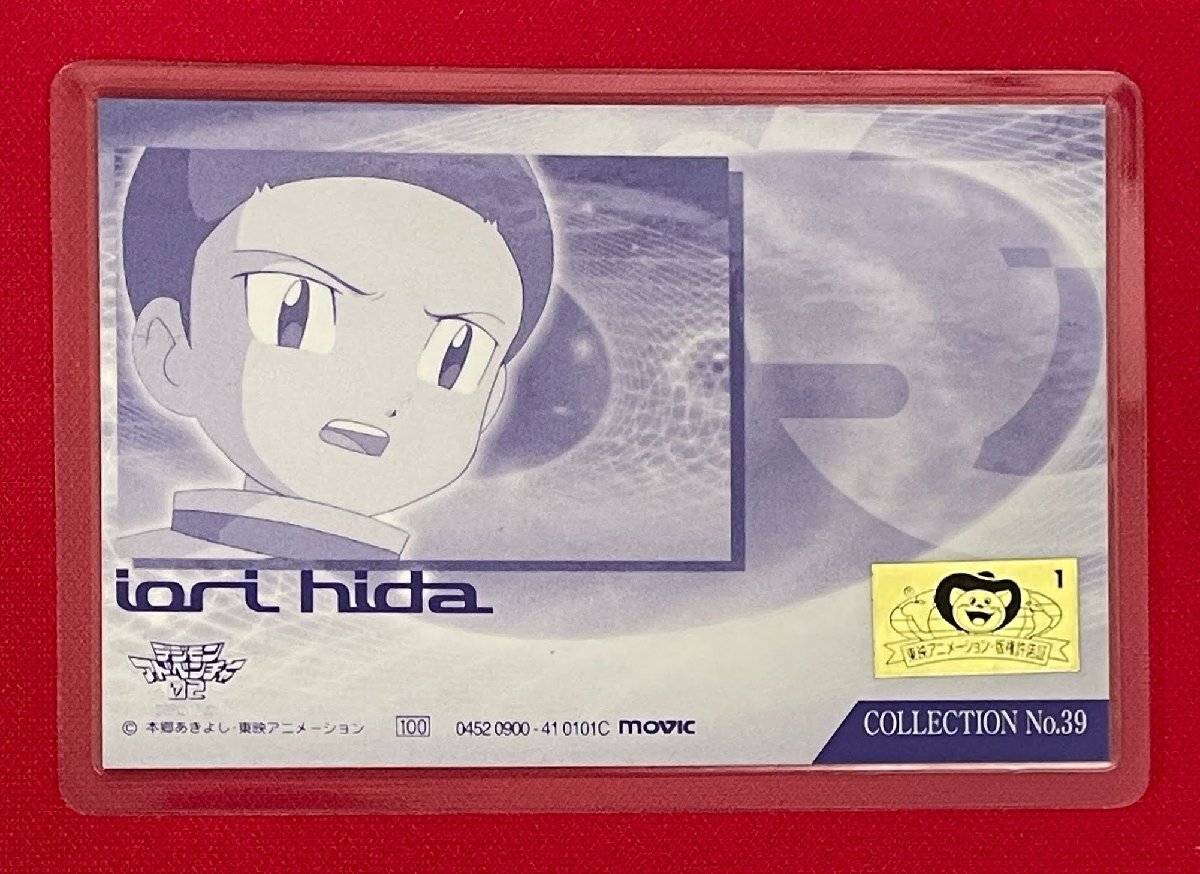 iori hida
デジモン
アドベンチャー
02
1
東映アニメーション・版権許諾証
© 本郷あきよし・東映アニメーション 100 0452 0900-41 0101C movic
COLLECTION No.39